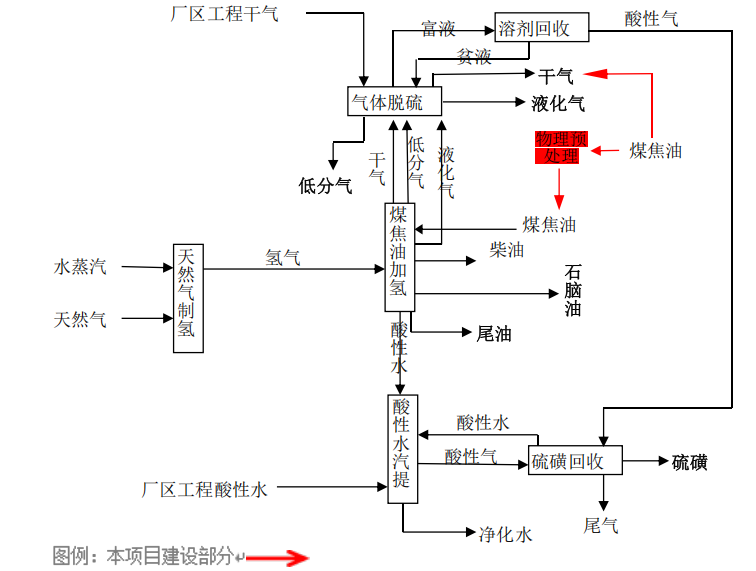 厂区工程干气
富液
溶剂回收
酸性气
贫液
干气
气体脱硫
液化气
物理预
处理
煤焦油
干气
低分气
液化气
低分气
煤焦油
煤焦油加氢
柴油
水蒸汽
天然气制氢
氢气
石脑油
天然气
酸性水
尾油
酸性水汽提
酸性水
酸性气
硫磺回收
硫磺
厂区工程酸性水
尾气
净化水
图例：本项目建设部分